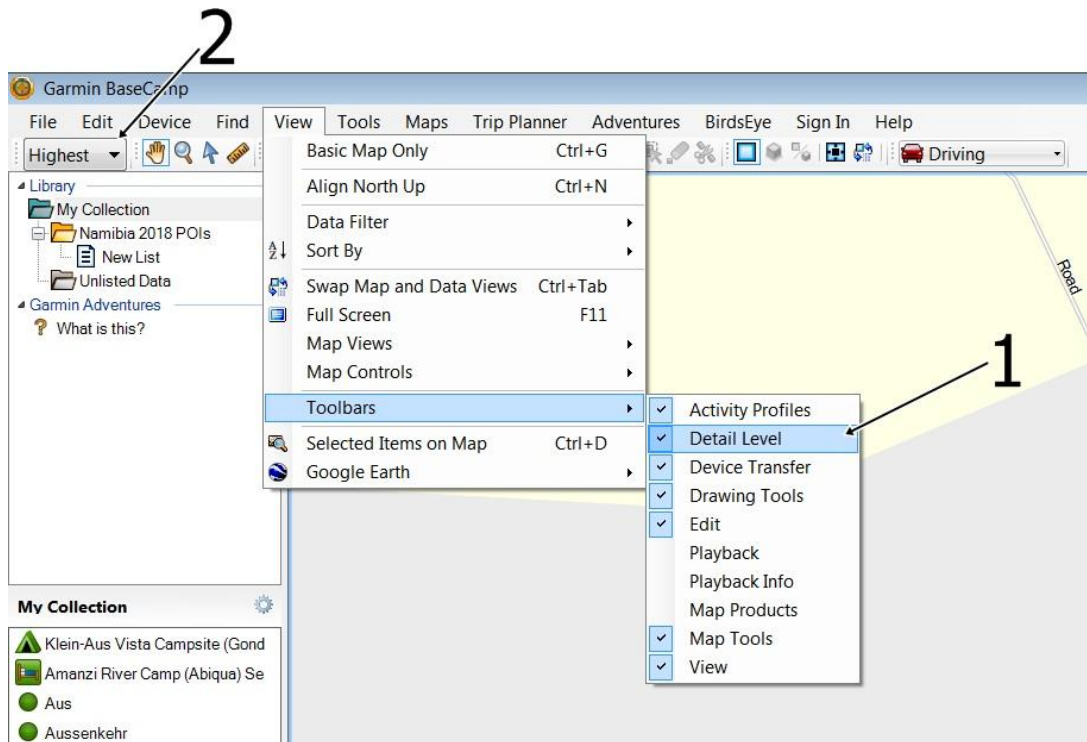 2
Garmin BaseCamp
File Edit Device Find View Tools Maps Trip Planner Adventures BirdsEye Sign In Help
Highest
Driving
Library
My Collection
Namibia 2018 POIs
New List
Unlisted Data
Garmin Adventures
What is this?
Basic Map Only Ctrl+G
Align North Up Ctrl+N
Data Filter
Sort By
Swap Map and Data Views Ctrl+Tab
Full Screen F11
Map Views
Map Controls
Toolbars
Selected Items on Map Ctrl+D
Google Earth
Road
1
Activity Profiles
Detail Level
Device Transfer
Drawing Tools
Edit
Playback
Playback Info
Map Products
Map Tools
View
My Collection
Klein-Aus Vista Campsite (Gond
Amanzi River Camp (Abiqua) Se
Aus
Aussenkehr